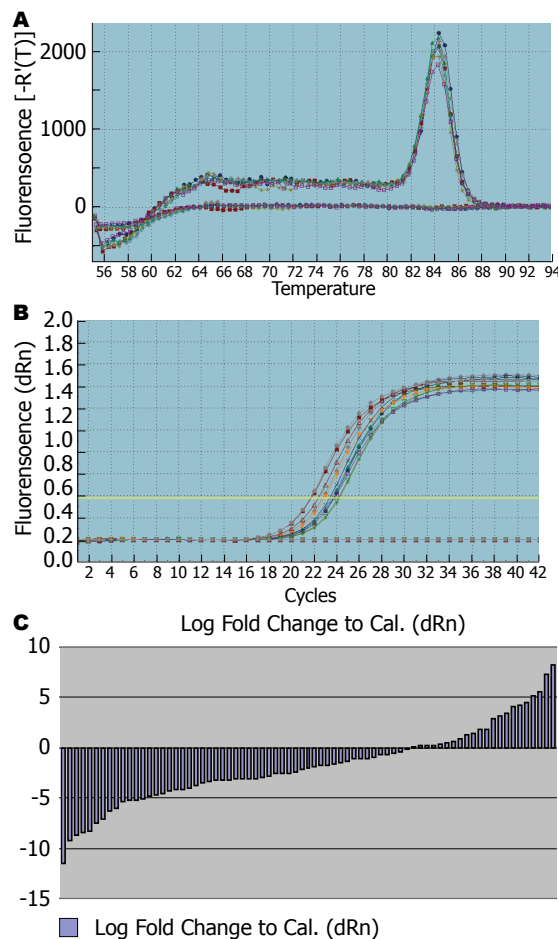 A
Fluorensoence [-R'(T)]
2000
1000
0
56 58 60 62 64 66 68 70 72 74 76 78 80 82 84 86 88 90 92 94
Temperature
B
Fluorensoence (dRn)
2.0
1.8
1.6
1.4
1.2
1.0
0.8
0.6
0.4
0.2
0.0
2 4 6 8 10 12 14 16 18 20 22 24 26 28 30 32 34 36 38 40 42
Cycles
C
Log Fold Change to Cal. (dRn)
10
5
0
-5
-10
-15
Log Fold Change to Cal. (dRn)